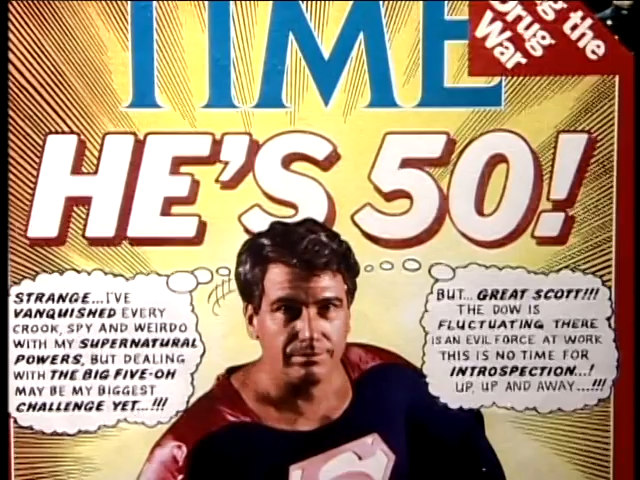 TIME
g the
Drug
War
HE'S 50!
STRANGE...I'VE
VANQUISHED EVERY
CROOK, SPY AND WEIRDO
WITH MY SUPERNATURAL
POWERS, BUT DEALING
WITH THE BIG FIVE-OH
MAY BE MY BIGGEST
CHALLENGE YET...!!!
BUT... GREAT SCOTT!!!
THE DOW IS
FLUCTUATING THERE
IS AN EVIL FORCE AT WORK
THIS IS NO TIME FOR
INTROSPECTION...!
UP, UP AND AWAY...!!!
S